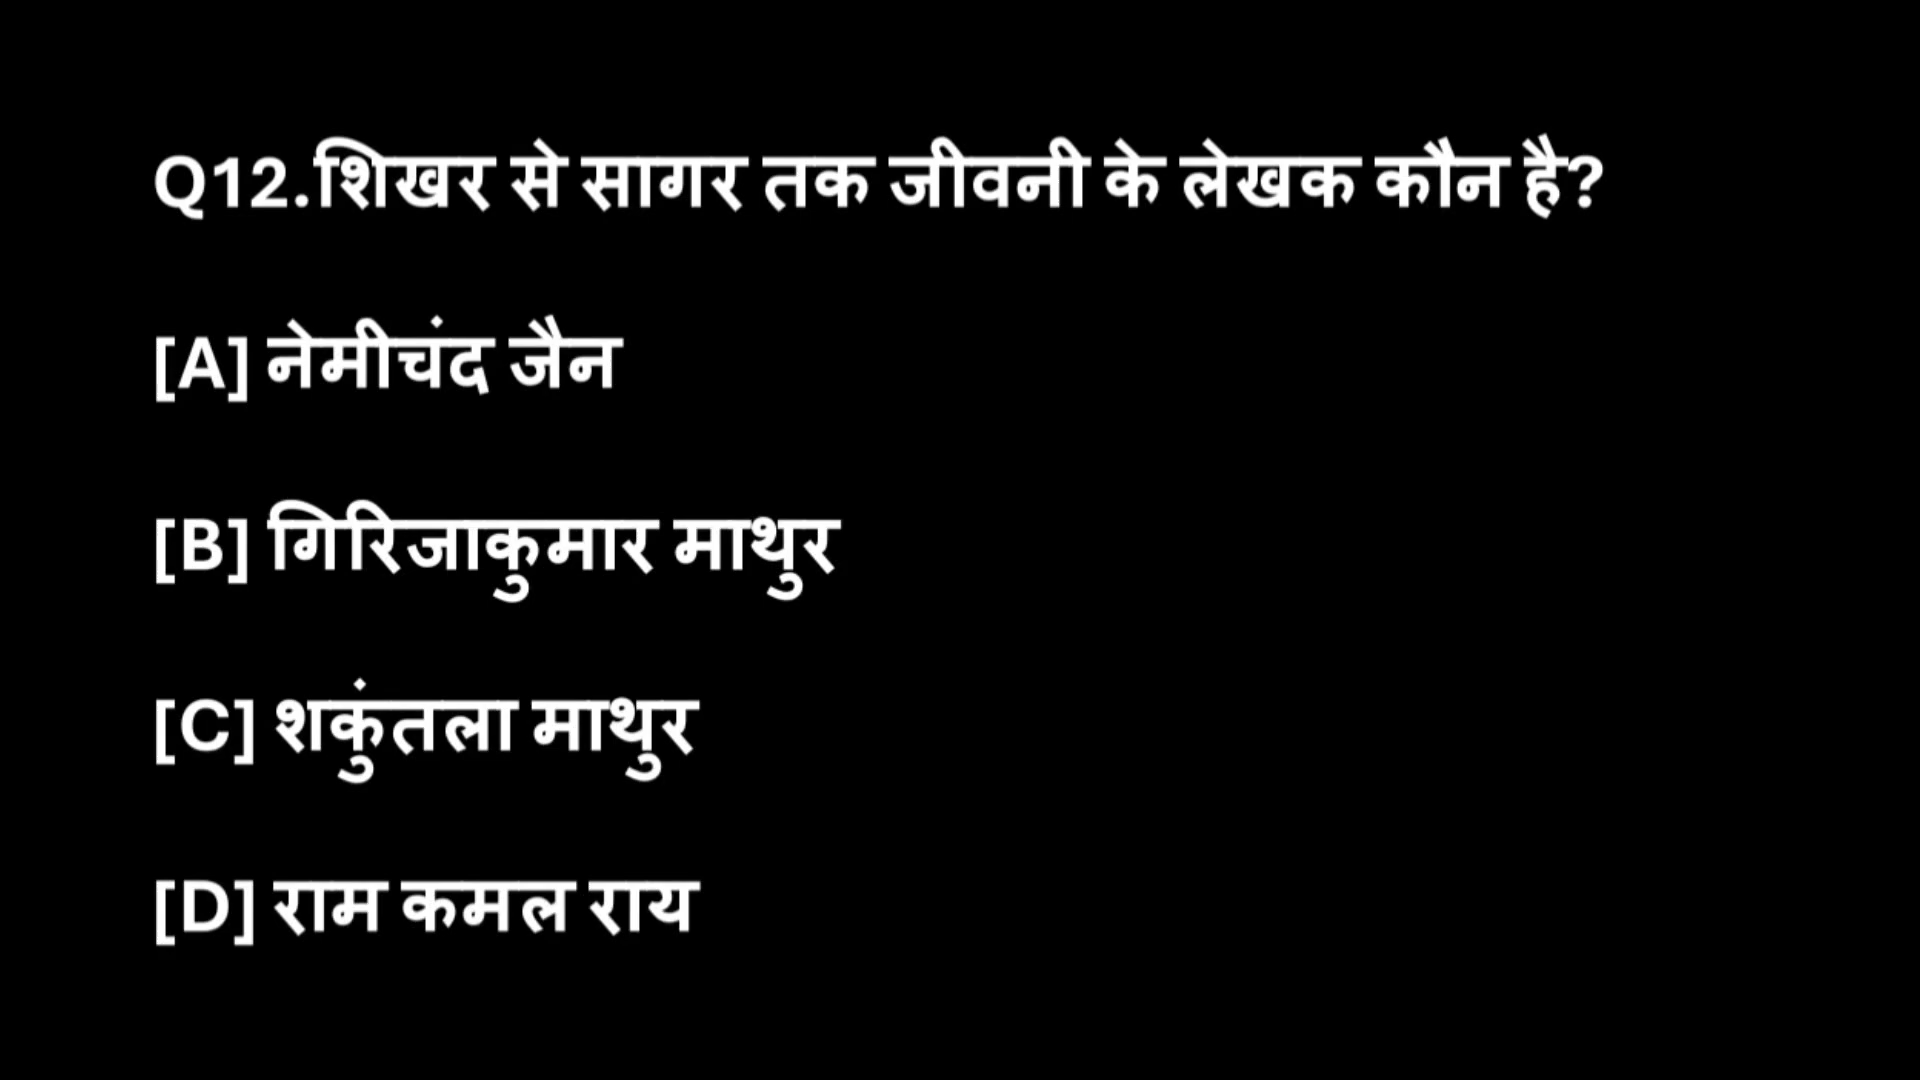 Q12.शिखर से सागर तक जीवनी के लेखक कौन है?
[A] नेमीचंद जैन
[B] गिरिजाकुमार माथुर
[C] शकुंतला माथुर
[D] राम कमल राय